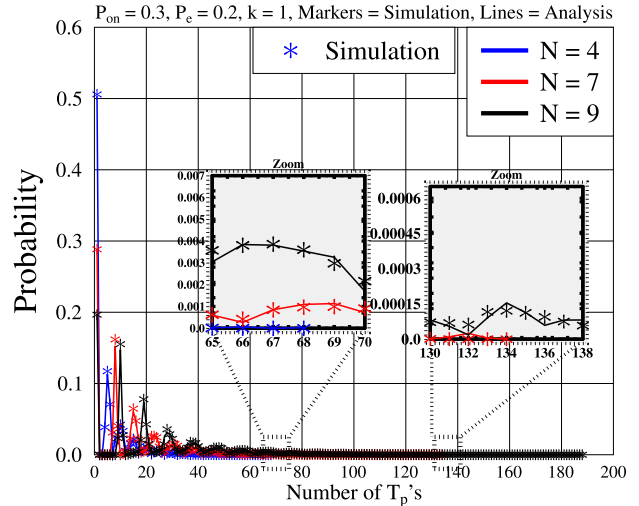 P_on = 0.3, P_e = 0.2, k = 1, Markers = Simulation, Lines = Analysis
Simulation
N = 4
N = 7
N = 9
Probability
0.6
0.5
0.4
0.3
0.2
0.1
0.0
Zoom
0.007
0.006
0.005
0.004
0.003
0.002
0.001
0.0
65 66 67 68 69 70
Zoom
0.0006
0.00045
0.0003
0.00015
0.0
130 132 134 136 138
0 20 40 60 80 100 120 140 160 180 200
Number of T_p's